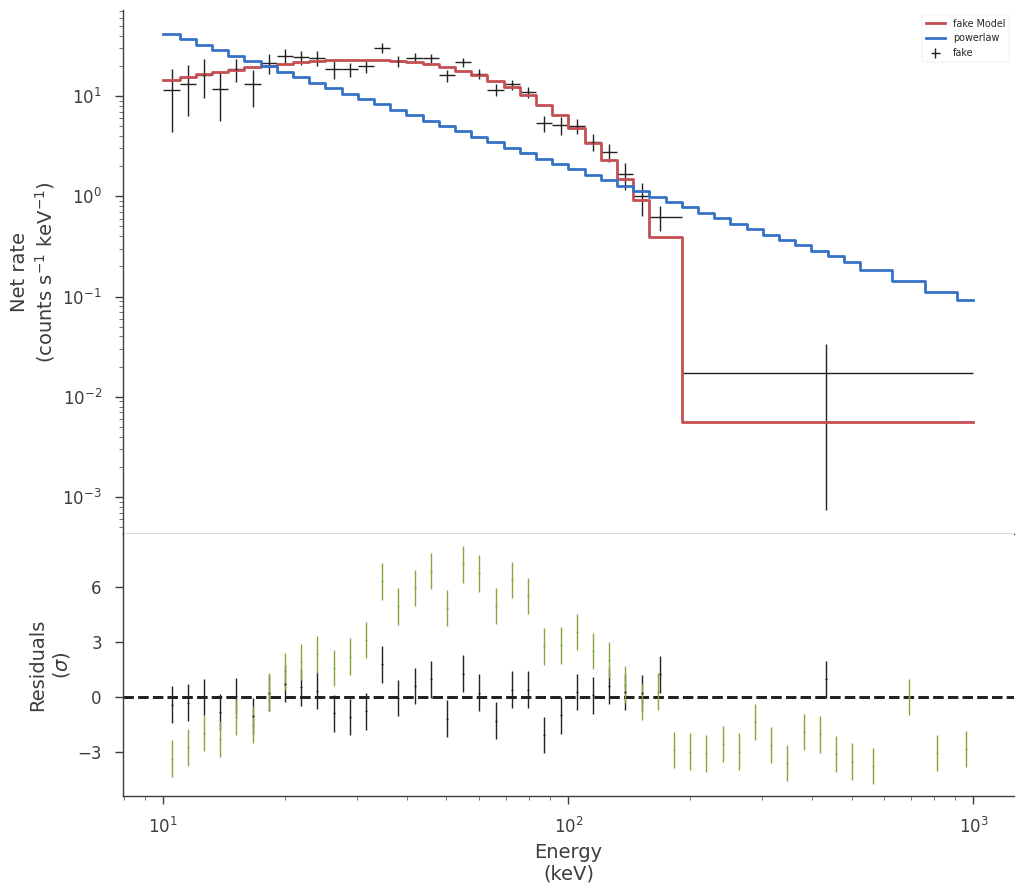 fake Model
powerlaw
fake
Net rate
(counts s⁻¹ keV⁻¹)
10¹
10⁰
10⁻¹
10⁻²
10⁻³
Residuals
(σ)
6
3
0
−3
10¹ 10² 10³
Energy
(keV)